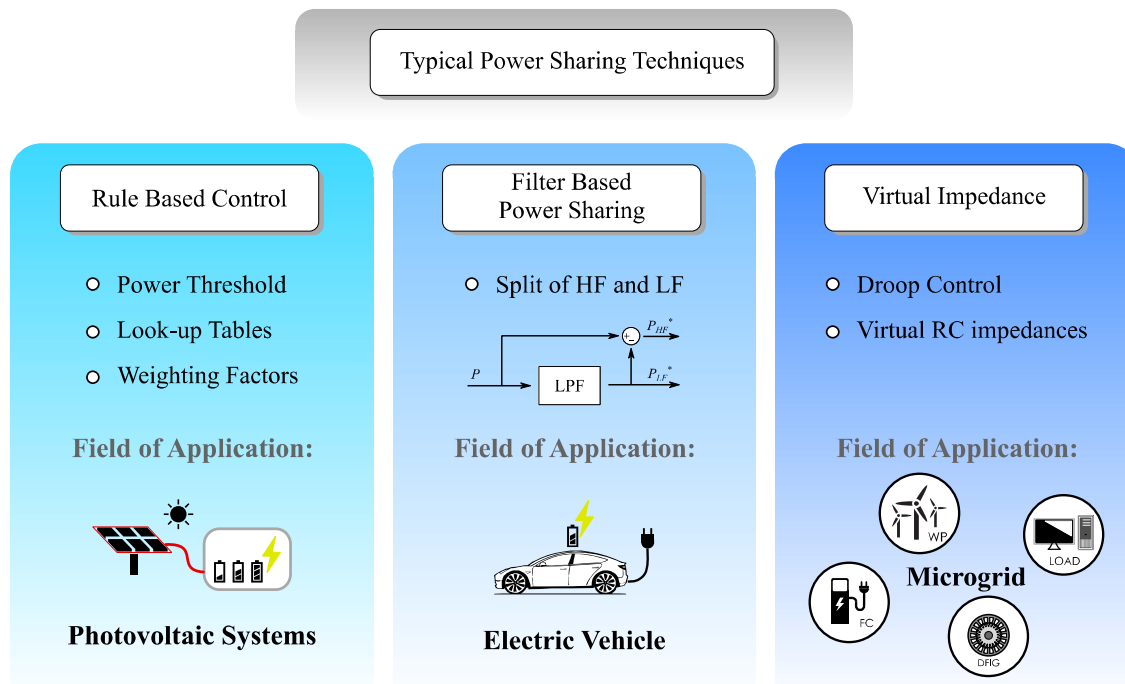 Typical Power Sharing Techniques
Rule Based Control
Power Threshold
Look-up Tables
Weighting Factors
Field of Application:
Photovoltaic Systems
Filter Based
Power Sharing
Split of HF and LF
P
LPF
+
-
P_HF*
P_LF*
Field of Application:
Electric Vehicle
Virtual Impedance
Droop Control
Virtual RC impedances
Field of Application:
WP
LOAD
Microgrid
FC
DFIG